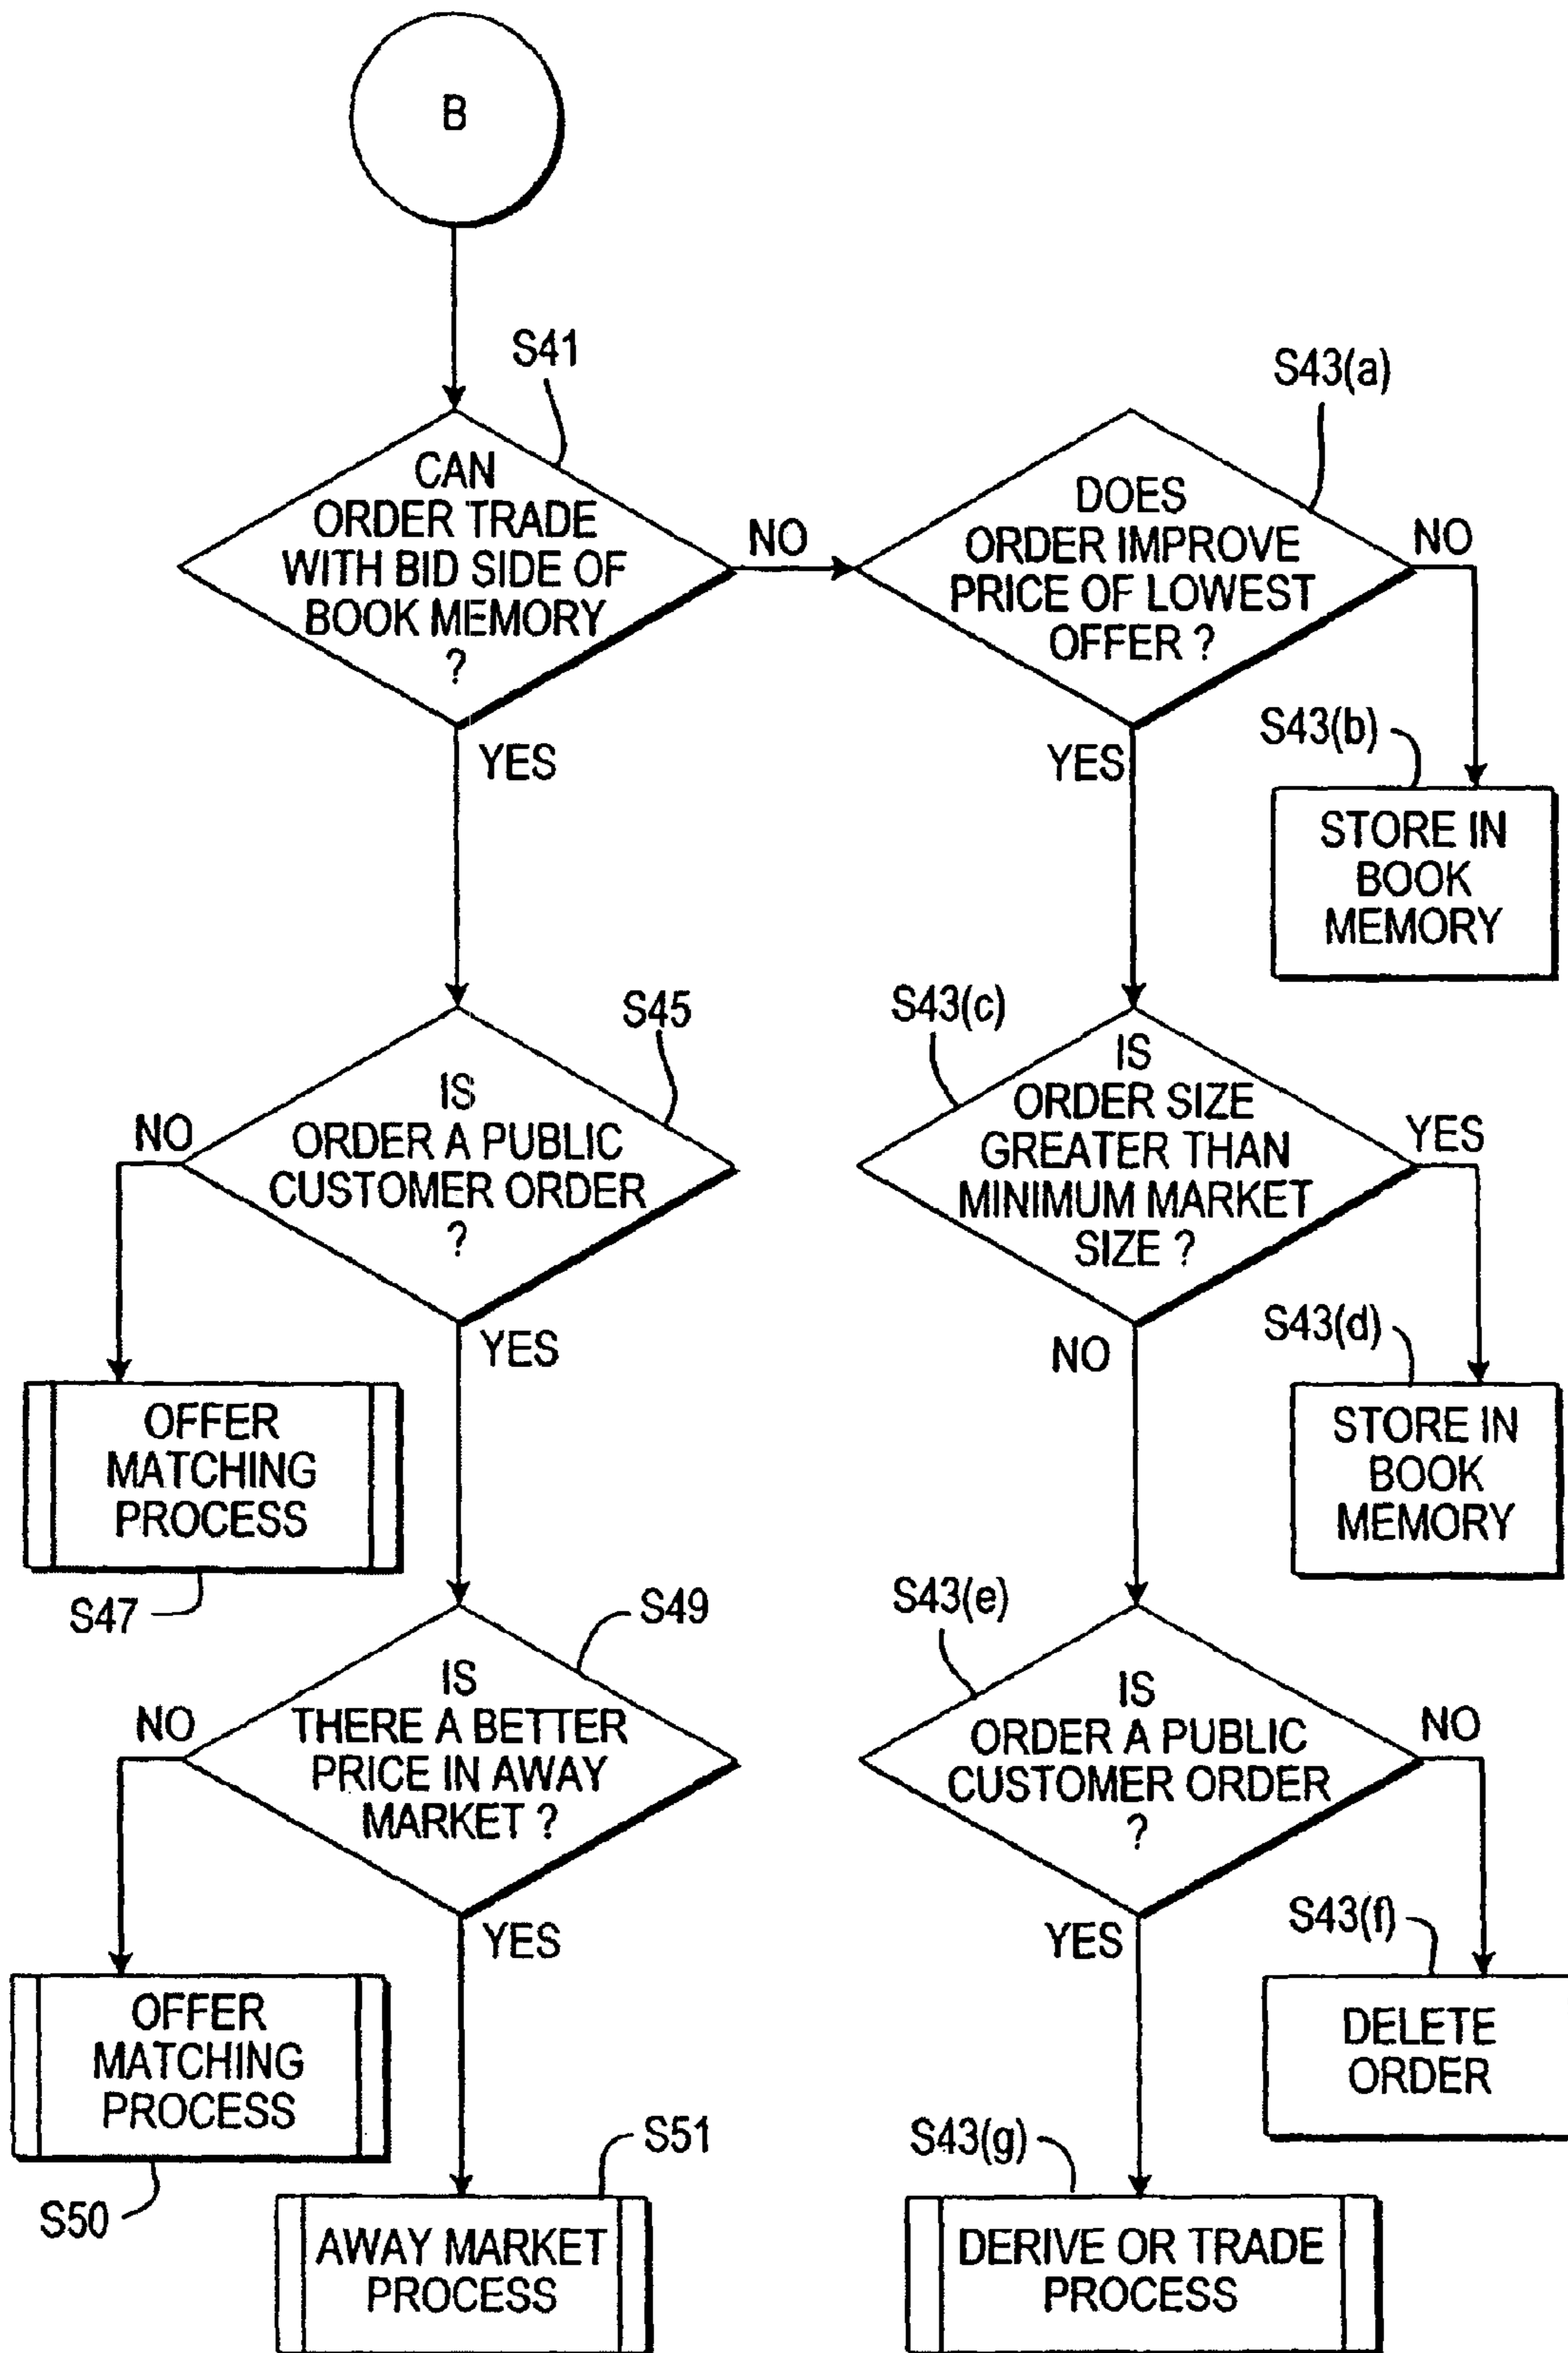 B
S41
CAN
ORDER TRADE
WITH BID SIDE OF
BOOK MEMORY
?
NO
YES
S43(a)
DOES
ORDER IMPROVE
PRICE OF LOWEST
OFFER ?
NO
YES
S43(b)
STORE IN
BOOK
MEMORY
S45
IS
ORDER A PUBLIC
CUSTOMER ORDER
?
NO
YES
S43(c)
IS
ORDER SIZE
GREATER THAN
MINIMUM MARKET
SIZE ?
YES
NO
S43(d)
STORE IN
BOOK
MEMORY
OFFER
MATCHING
PROCESS
S47
S49
IS
THERE A BETTER
PRICE IN AWAY
MARKET ?
NO
YES
S43(e)
IS
ORDER A PUBLIC
CUSTOMER ORDER
?
NO
YES
S43(f)
DELETE
ORDER
OFFER
MATCHING
PROCESS
S50
S51
AWAY MARKET
PROCESS
S43(g)
DERIVE OR TRADE
PROCESS